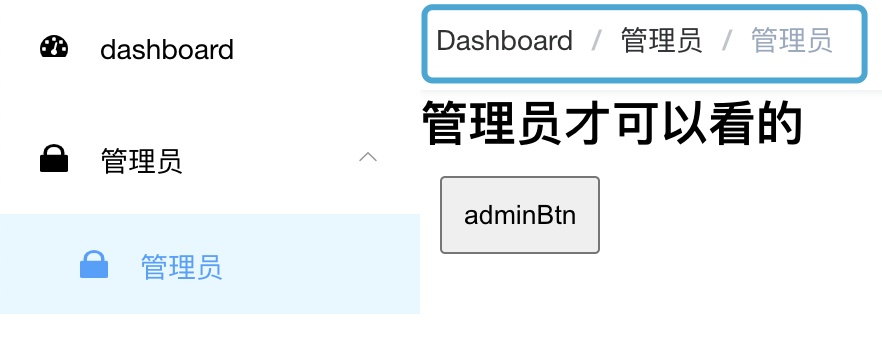 dashboard
管理员
管理员
Dashboard / 管理员 / 管理员
管理员才可以看的
adminBtn